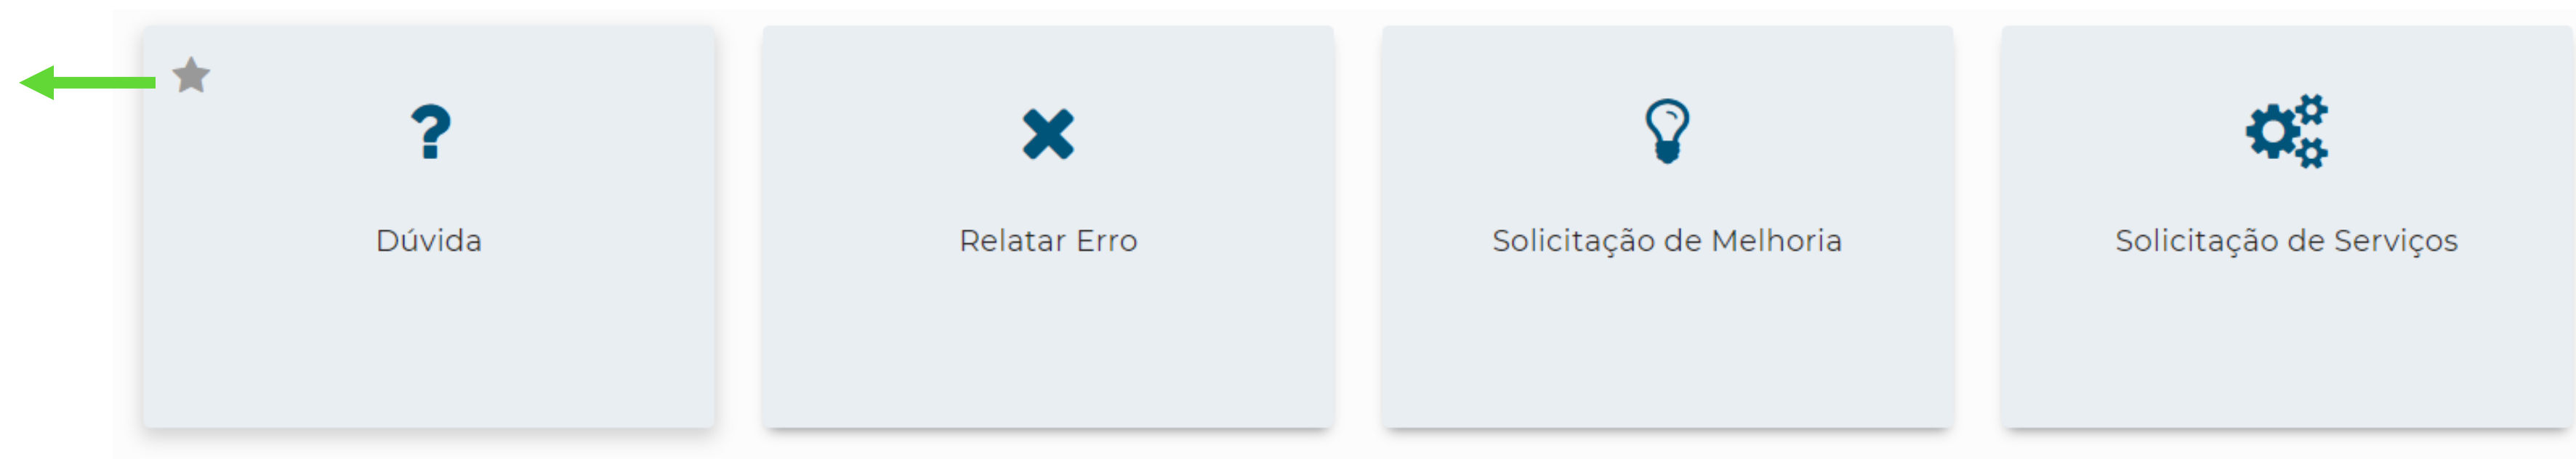 Dúvida
Relatar Erro
Solicitação de Melhoria
Solicitação de Serviços